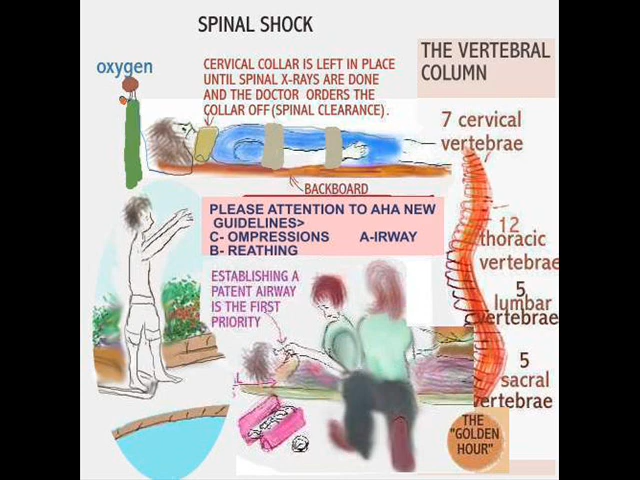 SPINAL SHOCK
oxygen
CERVICAL COLLAR IS LEFT IN PLACE
UNTIL SPINAL X-RAYS ARE DONE
AND THE DOCTOR ORDERS THE
COLLAR OFF (SPINAL CLEARANCE).
THE VERTEBRAL
COLUMN
7 cervical
vertebrae
BACKBOARD
PLEASE ATTENTION TO AHA NEW
GUIDELINES>
C- OMPRESSIONS A-IRWAY
B- REATHING
12
thoracic
vertebrae
ESTABLISHING A
PATENT AIRWAY
IS THE FIRST
PRIORITY
5
lumbar
vertebrae
5
sacral
vertebrae
THE
"GOLDEN
HOUR"